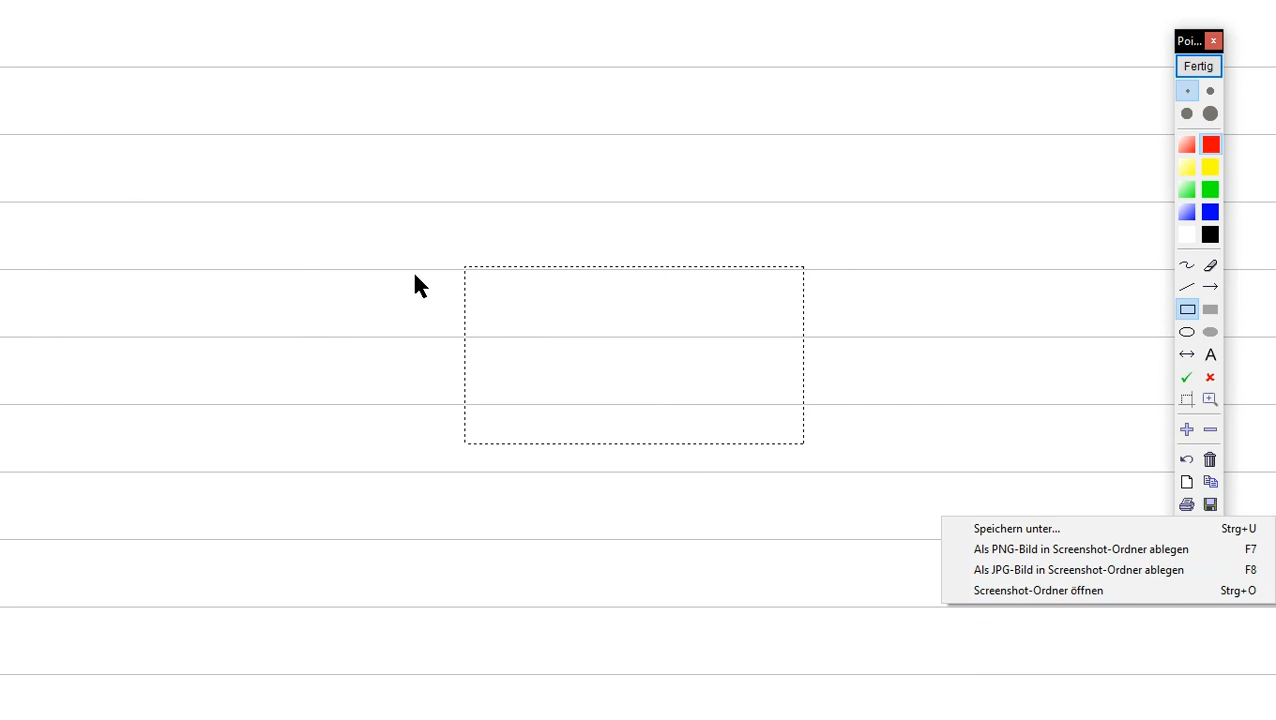 Poi...
Fertig
A
Speichern unter... Strg+U
Als PNG-Bild in Screenshot-Ordner ablegen F7
Als JPG-Bild in Screenshot-Ordner ablegen F8
Screenshot-Ordner öffnen Strg+O